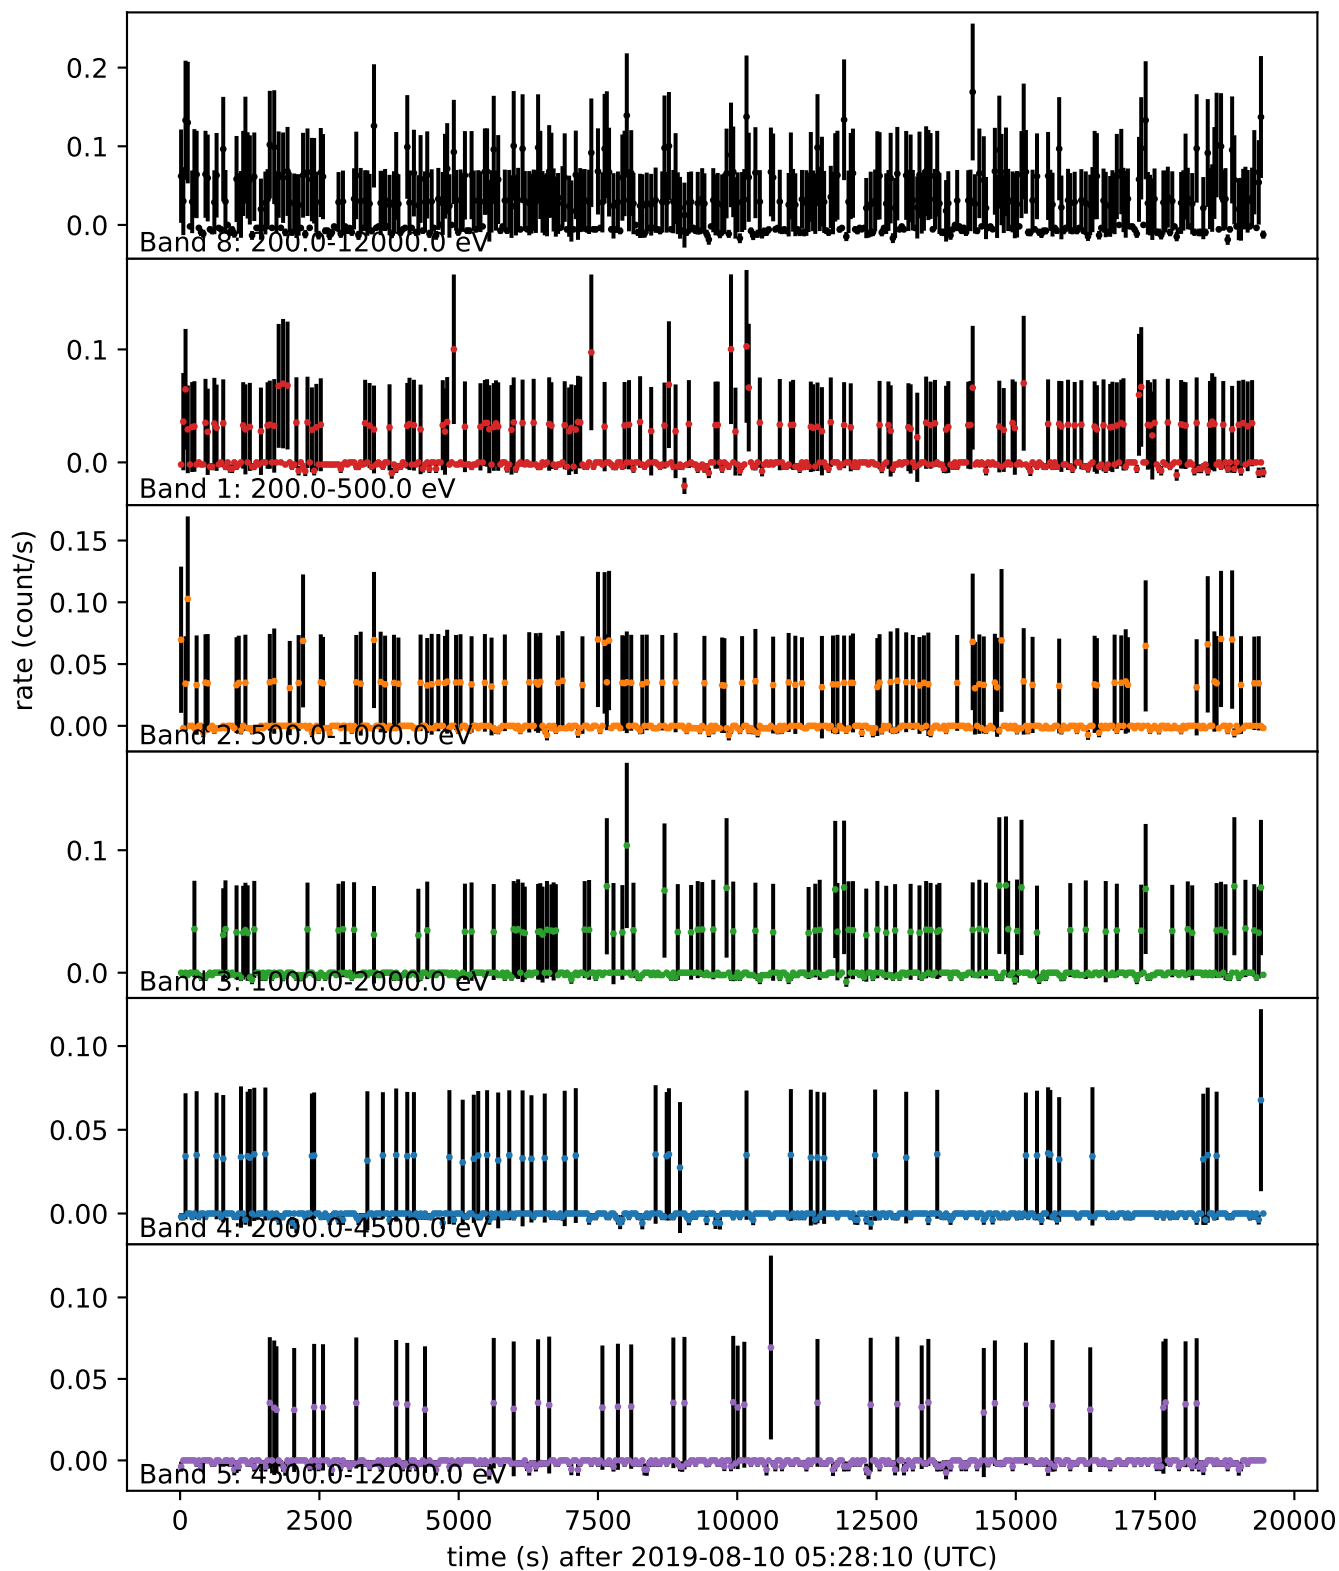 0.2
0.1
0.0
Band 8: 200.0-12000.0 eV
0.1
0.0
Band 1: 200.0-500.0 eV
rate (count/s)
0.15
0.10
0.05
0.00
Band 2: 500.0-1000.0 eV
0.1
0.0
Band 3: 1000.0-2000.0 eV
0.10
0.05
0.00
Band 4: 2000.0-4500.0 eV
0.10
0.05
0.00
Band 5: 4500.0-12000.0 eV
0 2500 5000 7500 10000 12500 15000 17500 20000
time (s) after 2019-08-10 05:28:10 (UTC)